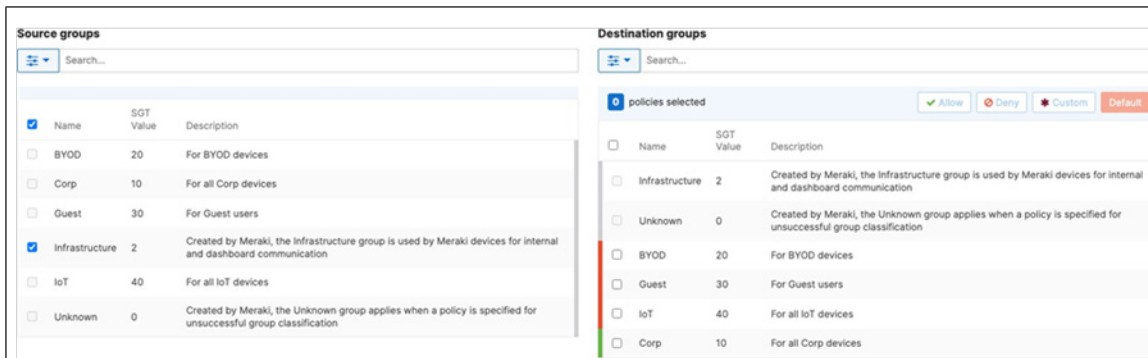 Source groups
Search...
Name
SGT
Value
Description
BYOD 20 For BYOD devices
Corp 10 For all Corp devices
Guest 30 For Guest users
Infrastructure 2 Created by Meraki, the Infrastructure group is used by Meraki devices for internal
and dashboard communication
IoT 40 For all IoT devices
Unknown 0 Created by Meraki, the Unknown group applies when a policy is specified for
unsuccessful group classification
Destination groups
Search...
0 policies selected Allow Deny Custom Default
Name
SGT
Value
Description
Infrastructure 2 Created by Meraki, the Infrastructure group is used by Meraki devices for internal
and dashboard communication
Unknown 0 Created by Meraki, the Unknown group applies when a policy is specified for
unsuccessful group classification
BYOD 20 For BYOD devices
Guest 30 For Guest users
IoT 40 For all IoT devices
Corp 10 For all Corp devices